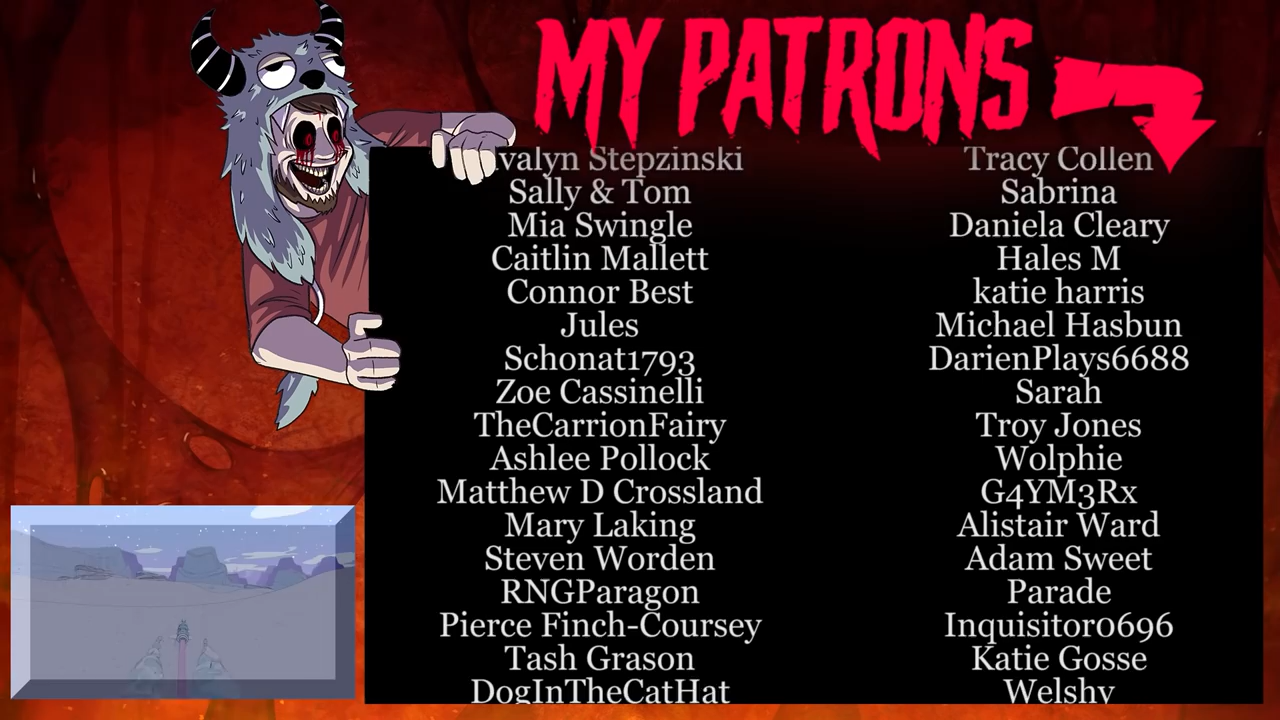 MY PATRONS
Stepzinski
Sally & Tom
Mia Swingle
Caitlin Mallett
Connor Best
Jules
Schonat1793
Zoe Cassinelli
TheCarrionFairy
Ashlee Pollock
Matthew D Crossland
Mary Laking
Steven Worden
RNGParagon
Pierce Finch-Coursey
Tash Grason
DogInTheCatHat
Tracy Collen
Sabrina
Daniela Cleary
Hales M
katie harris
Michael Hasbun
DarienPlays6688
Sarah
Troy Jones
Wolphie
G4YM3Rx
Alistair Ward
Adam Sweet
Parade
Inquisitor0696
Katie Gosse
Welshy